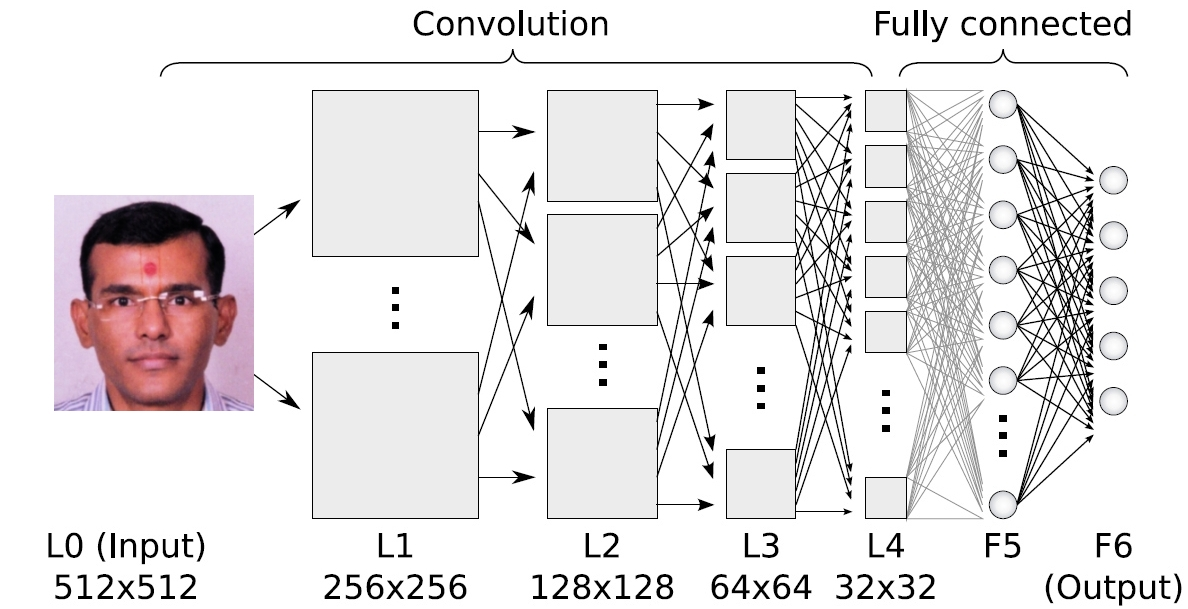 Convolution
Fully connected
L0 (Input)
512x512
L1
256x256
L2
128x128
L3
64x64
L4
32x32
F5
F6
(Output)